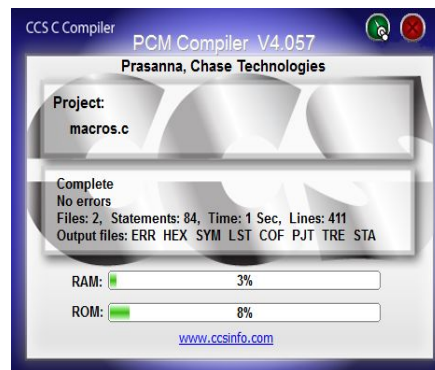 CCS C Compiler
PCM Compiler V4.057
Prasanna, Chase Technologies
Project:
macros.c
Complete
No errors
Files: 2, Statements: 84, Time: 1 Sec, Lines: 411
Output files: ERR HEX SYM LST COF PJT TRE STA
RAM: 3%
ROM: 8%
www.ccsinfo.com